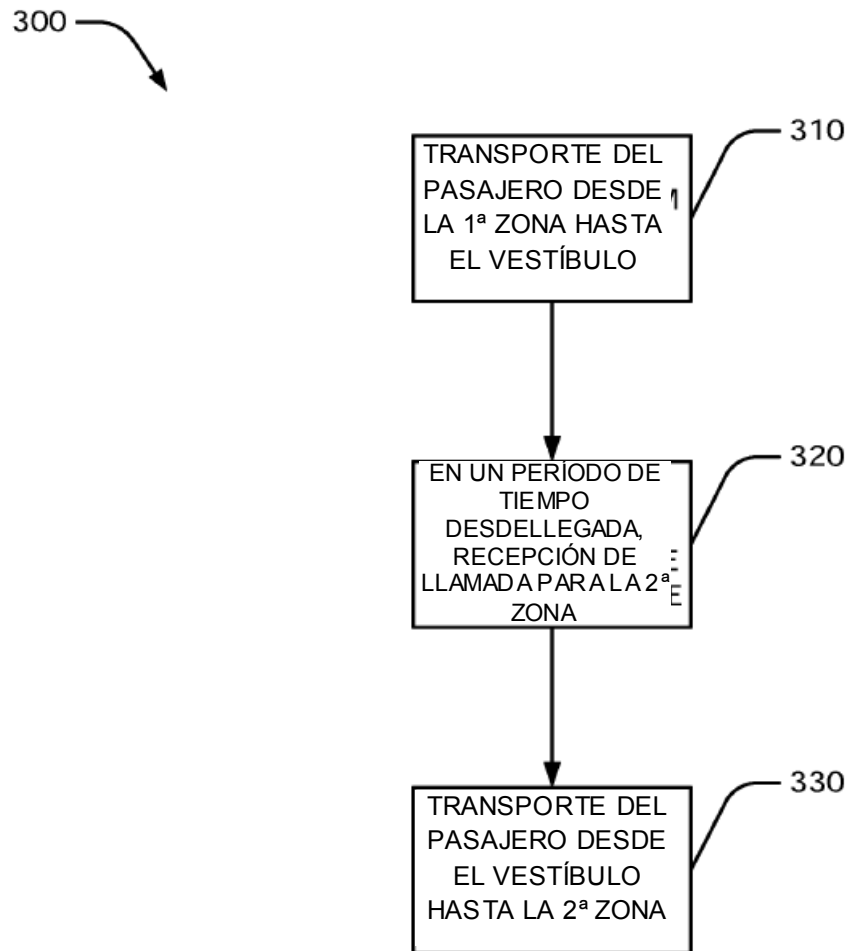 300
310
TRANSPORTE DEL
PASAJERO DESDE
LA 1ª ZONA HASTA
EL VESTÍBULO
320
EN UN PERÍODO DE
TIEMPO
DESDELLEGADA,
RECEPCIÓN DE
LLAMADA PARA LA 2ª
ZONA
330
TRANSPORTE DEL
PASAJERO DESDE
EL VESTÍBULO
HASTA LA 2ª ZONA